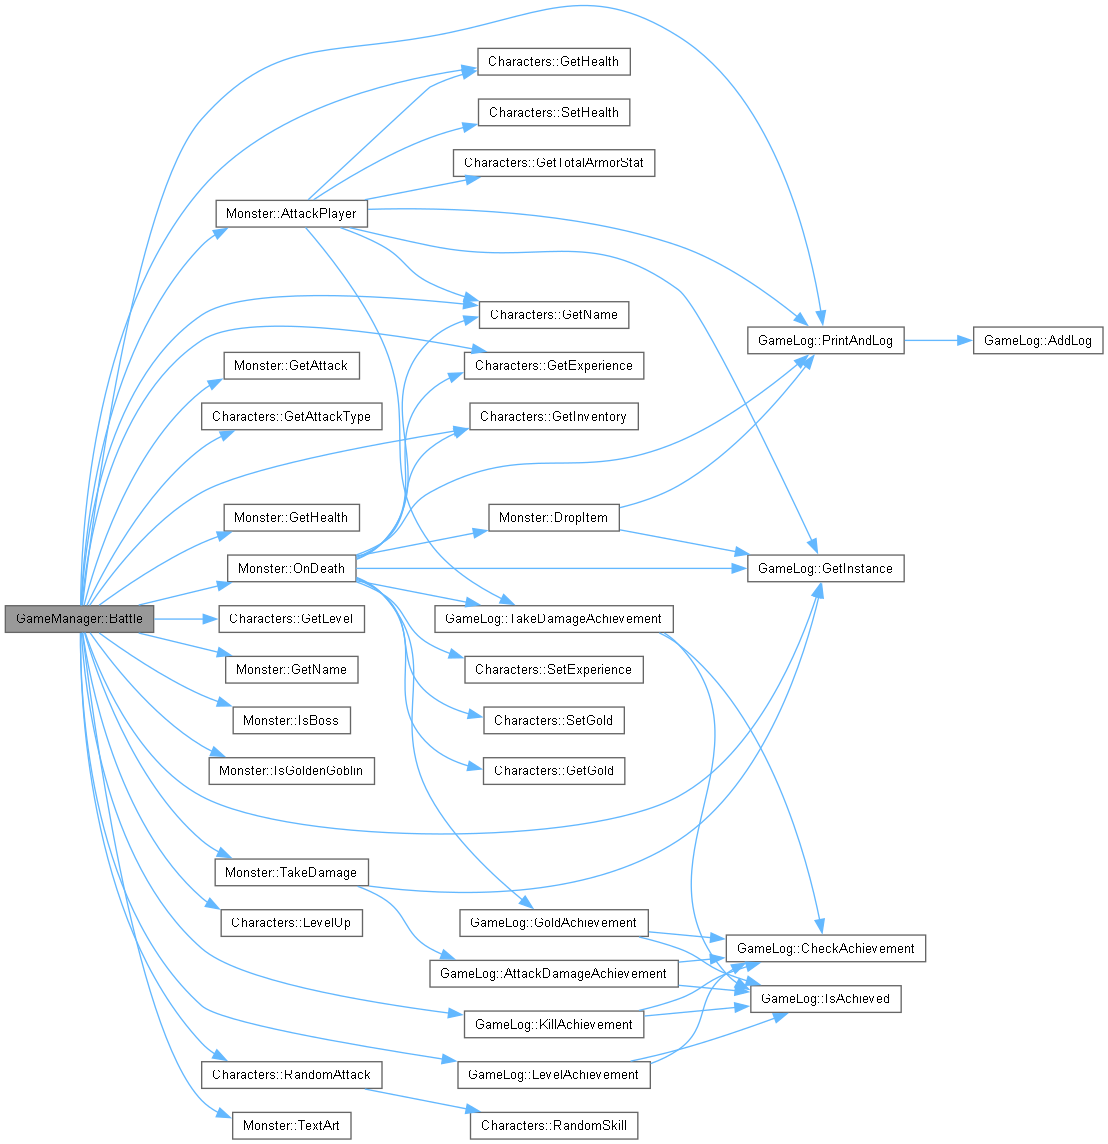 Characters::GetHealth
Characters::SetHealth
Characters::GetTotalArmorStat
Monster::AttackPlayer
Characters::GetName
GameLog::PrintAndLog
GameLog::AddLog
Monster::GetAttack
Characters::GetExperience
Characters::GetAttackType
Characters::GetInventory
Monster::GetHealth
Monster::DropItem
Monster::OnDeath
GameLog::GetInstance
GameManager::Battle
Characters::GetLevel
GameLog::TakeDamageAchievement
Monster::GetName
Characters::SetExperience
Monster::IsBoss
Characters::SetGold
Monster::IsGoldenGoblin
Characters::GetGold
Monster::TakeDamage
Characters::LevelUp
GameLog::GoldAchievement
GameLog::CheckAchievement
GameLog::AttackDamageAchievement
GameLog::IsAchieved
GameLog::KillAchievement
Characters::RandomAttack
GameLog::LevelAchievement
Monster::TextArt
Characters::RandomSkill